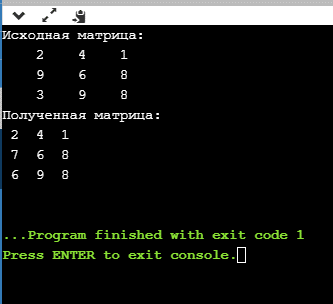 Исходная матрица:
2 4 1
9 6 8
3 9 8
Полученная матрица:
2 4 1
7 6 8
6 9 8
...Program finished with exit code 1
Press ENTER to exit console.